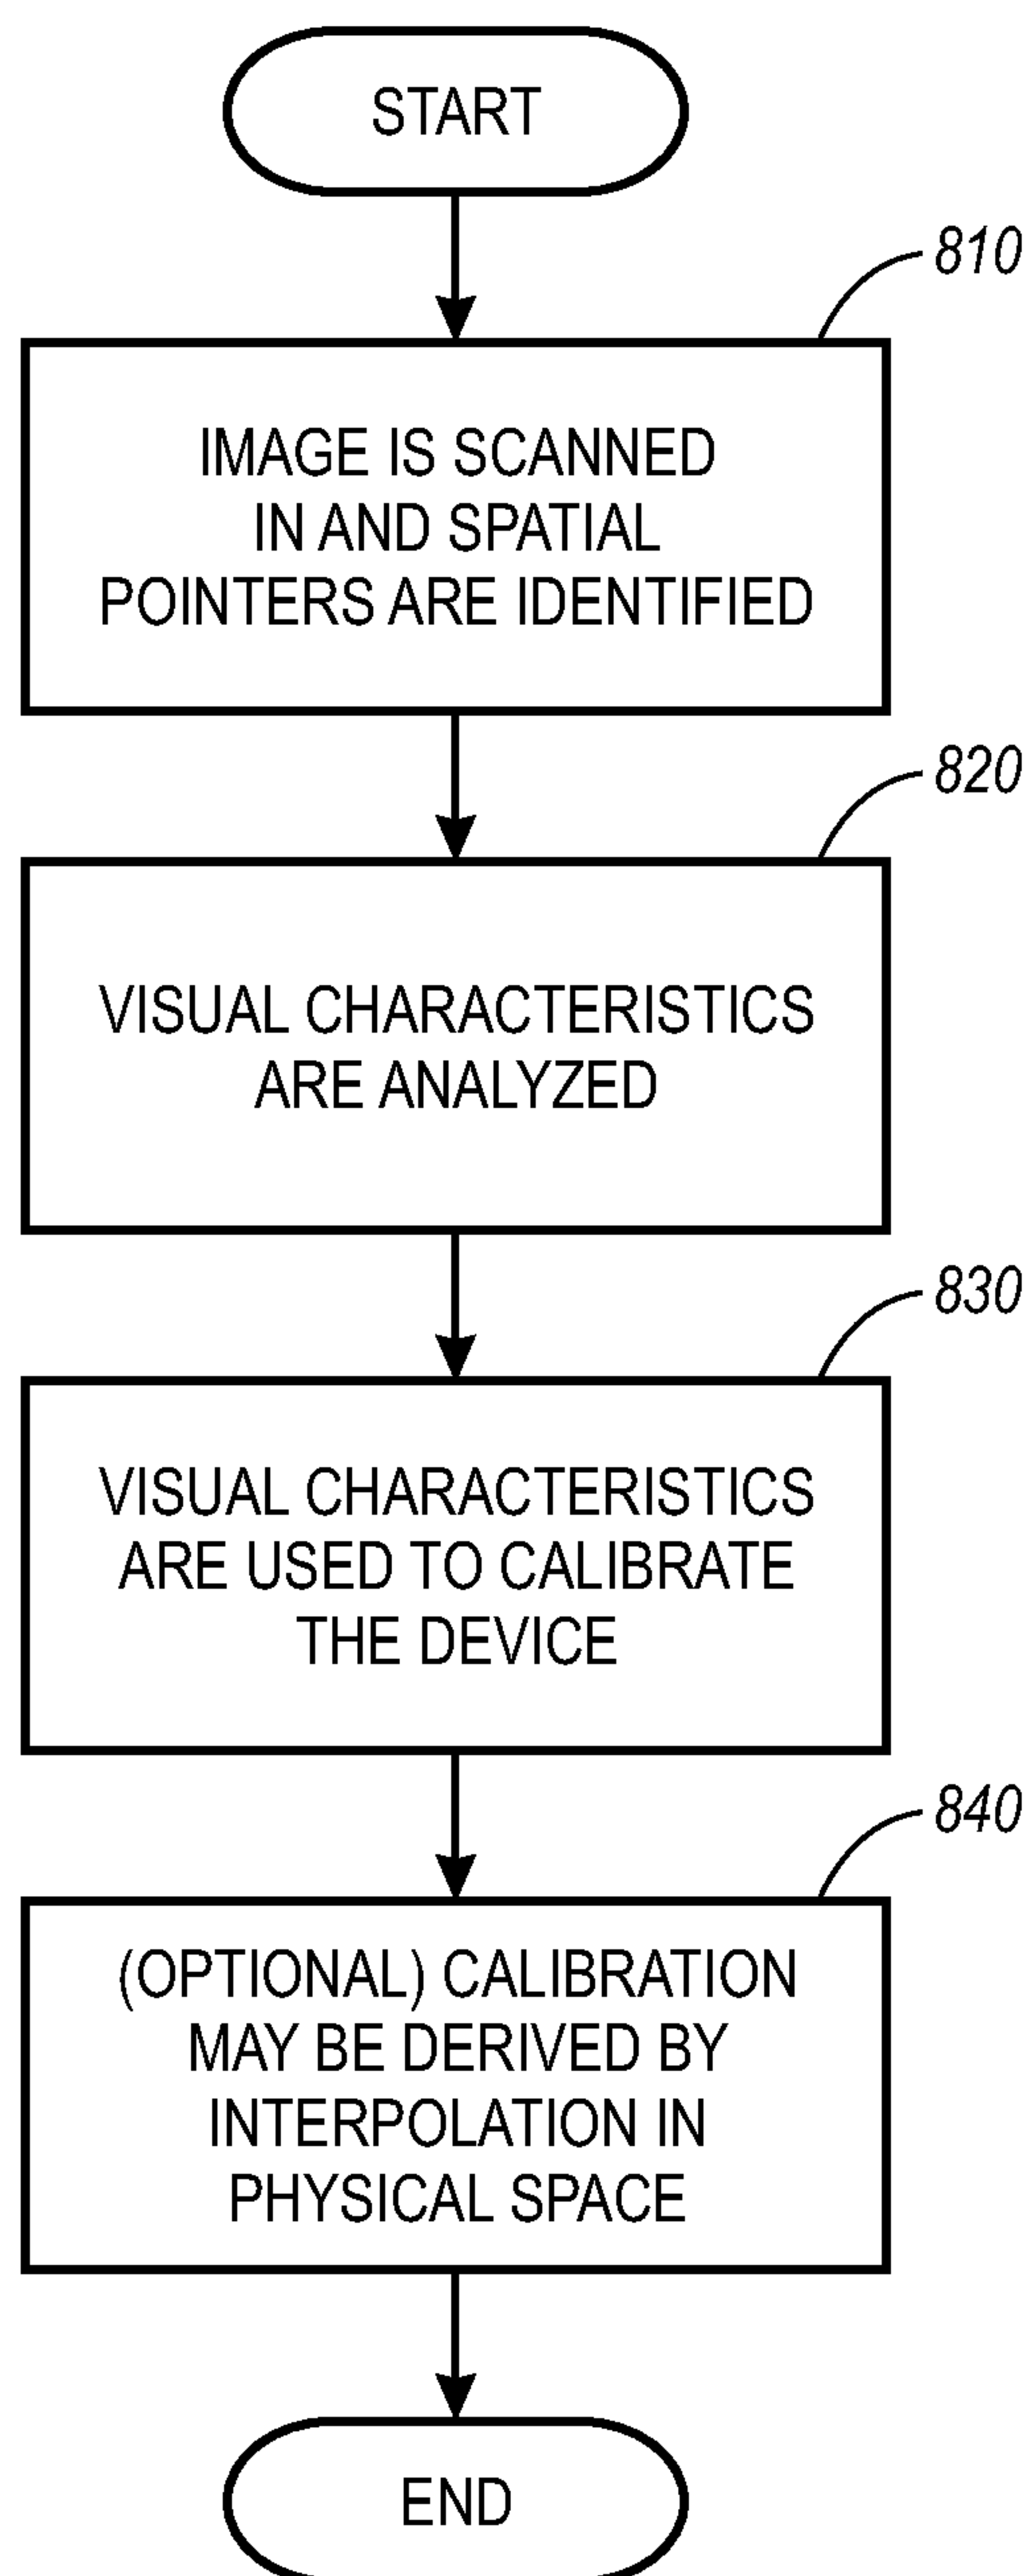 START
810
IMAGE IS SCANNED
IN AND SPATIAL
POINTERS ARE IDENTIFIED
820
VISUAL CHARACTERISTICS
ARE ANALYZED
830
VISUAL CHARACTERISTICS
ARE USED TO CALIBRATE
THE DEVICE
840
(OPTIONAL) CALIBRATION
MAY BE DERIVED BY
INTERPOLATION IN
PHYSICAL SPACE
END